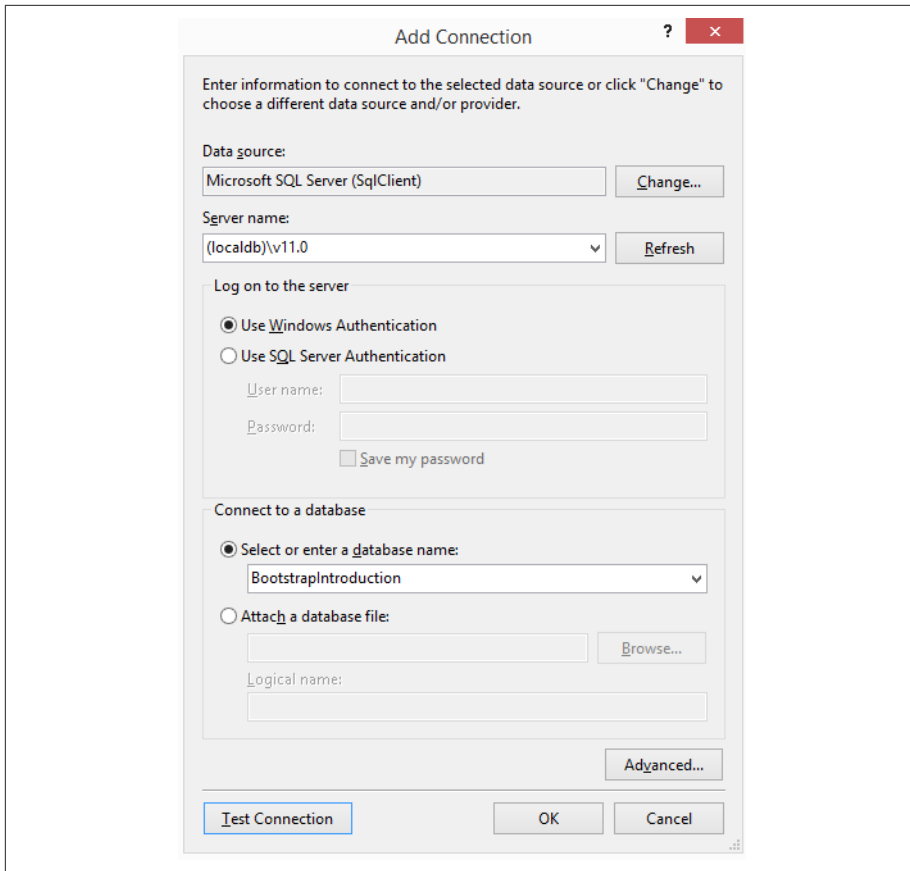 Add Connection
?
×
Enter information to connect to the selected data source or click "Change" to
choose a different data source and/or provider.
Data source:
Microsoft SQL Server (SqlClient)
Change...
Server name:
(localdb)\v11.0
Refresh
Log on to the server
Use Windows Authentication
Use SQL Server Authentication
User name:
Password:
Save my password
Connect to a database
Select or enter a database name:
BootstrapIntroduction
Attach a database file:
Browse...
Logical name:
Advanced...
Test Connection
OK
Cancel